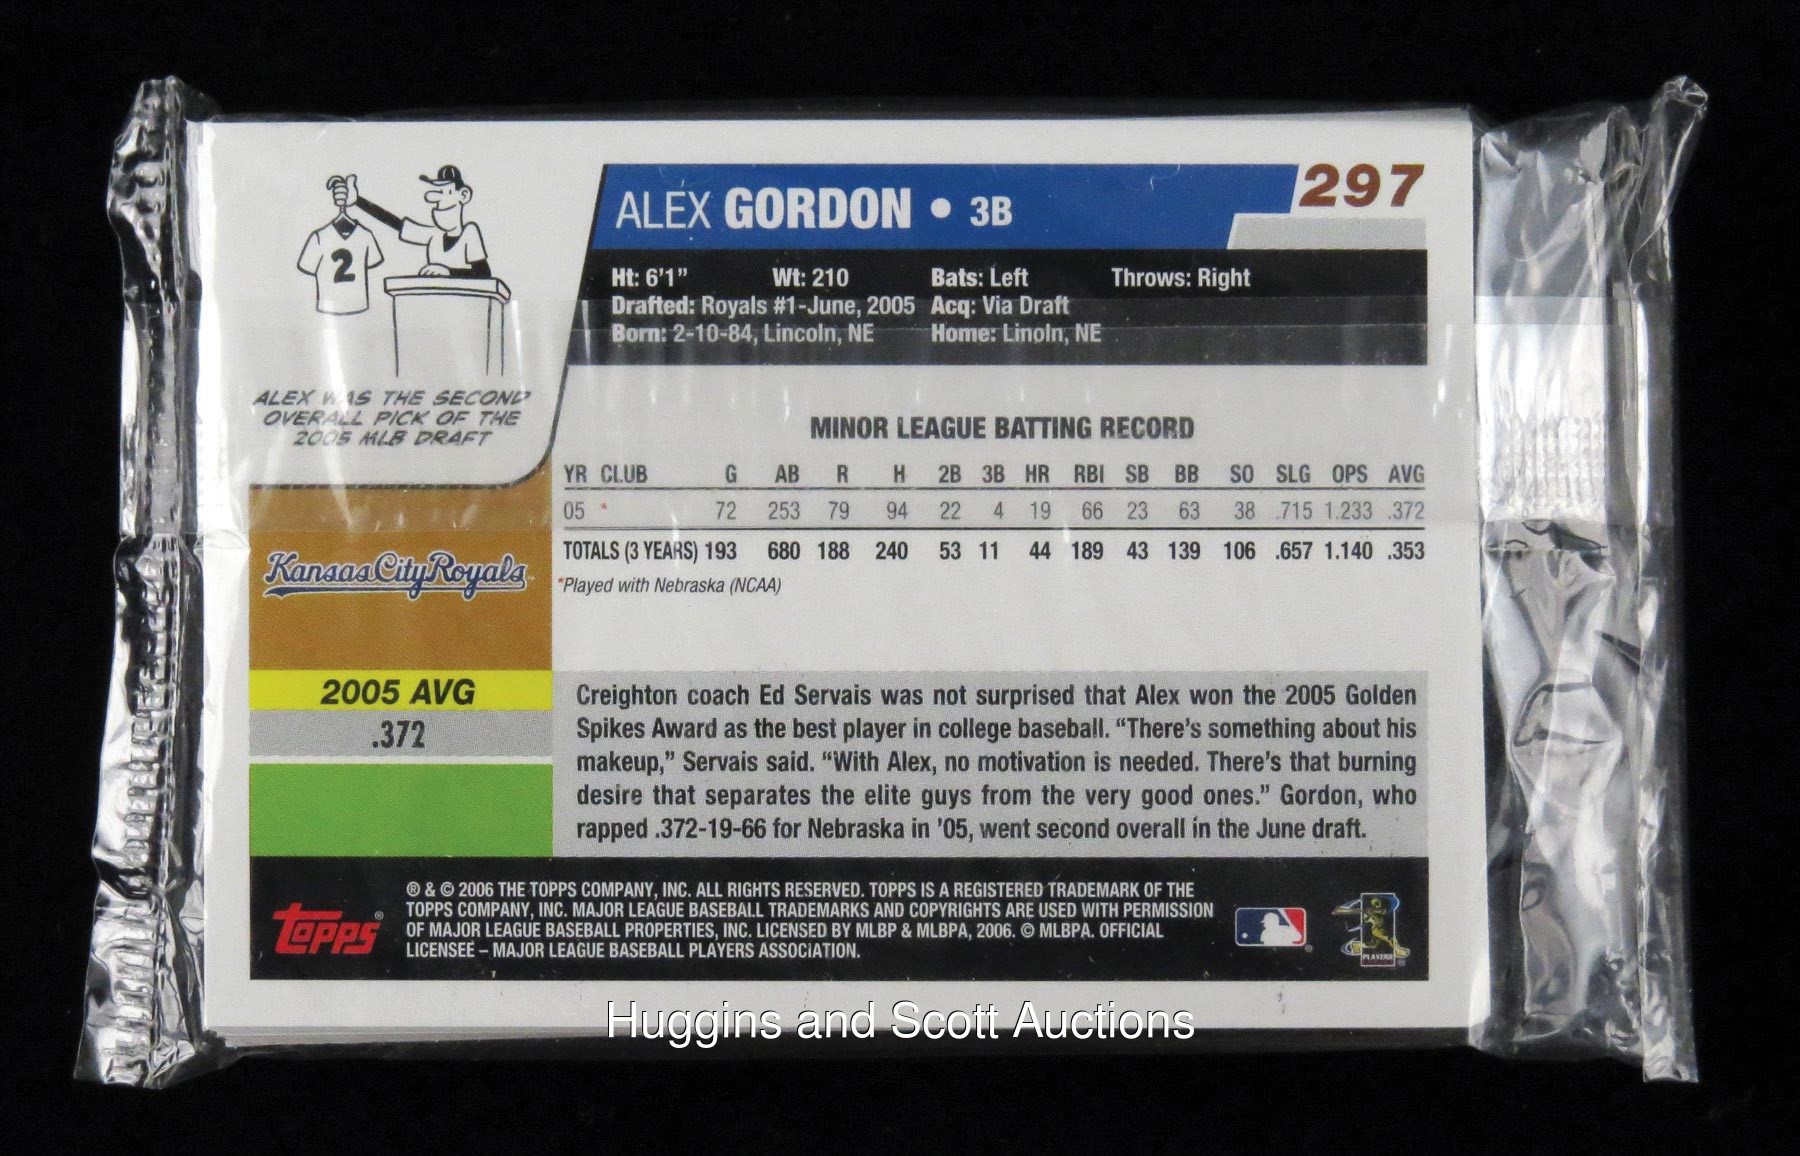 2
ALEX WAS THE SECOND
OVERALL PICK OF THE
2005 MLB DRAFT
ALEX GORDON • 3B
297
Ht: 6'1" Wt: 210 Bats: Left Throws: Right
Drafted: Royals #1-June, 2005 Acq: Via Draft
Born: 2-10-84, Lincoln, NE Home: Linoln, NE
MINOR LEAGUE BATTING RECORD
YR CLUB G AB R H 2B 3B HR RBI SB BB SO SLG OPS AVG
05 * 72 253 79 94 22 4 19 66 23 63 38 .715 1.233 .372
TOTALS (3 YEARS) 193 680 188 240 53 11 44 189 43 139 106 .657 1.140 .353
*Played with Nebraska (NCAA)
Kansas City Royals
2005 AVG
.372
Creighton coach Ed Servais was not surprised that Alex won the 2005 Golden
Spikes Award as the best player in college baseball. “There's something about his
makeup,” Servais said. “With Alex, no motivation is needed. There's that burning
desire that separates the elite guys from the very good ones.” Gordon, who
rapped .372-19-66 for Nebraska in '05, went second overall in the June draft.
Topps®
® & © 2006 THE TOPPS COMPANY, INC. ALL RIGHTS RESERVED. TOPPS IS A REGISTERED TRADEMARK OF THE
TOPPS COMPANY, INC. MAJOR LEAGUE BASEBALL TRADEMARKS AND COPYRIGHTS ARE USED WITH PERMISSION
OF MAJOR LEAGUE BASEBALL PROPERTIES, INC. LICENSED BY MLBP & MLBPA, 2006. © MLBPA. OFFICIAL
LICENSEE – MAJOR LEAGUE BASEBALL PLAYERS ASSOCIATION.
PLAYERS
Huggins and Scott Auctions